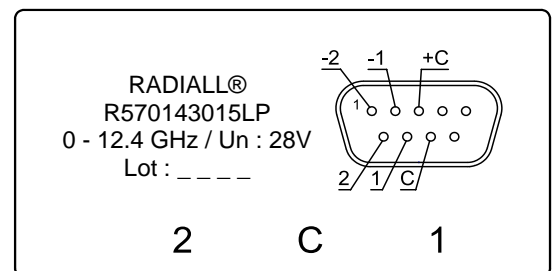 RADIALL®
R570143015LP
0 - 12.4 GHz / Un : 28V
Lot : _ _ _ _
-2 -1 +C
1
2 1 C
2 C 1